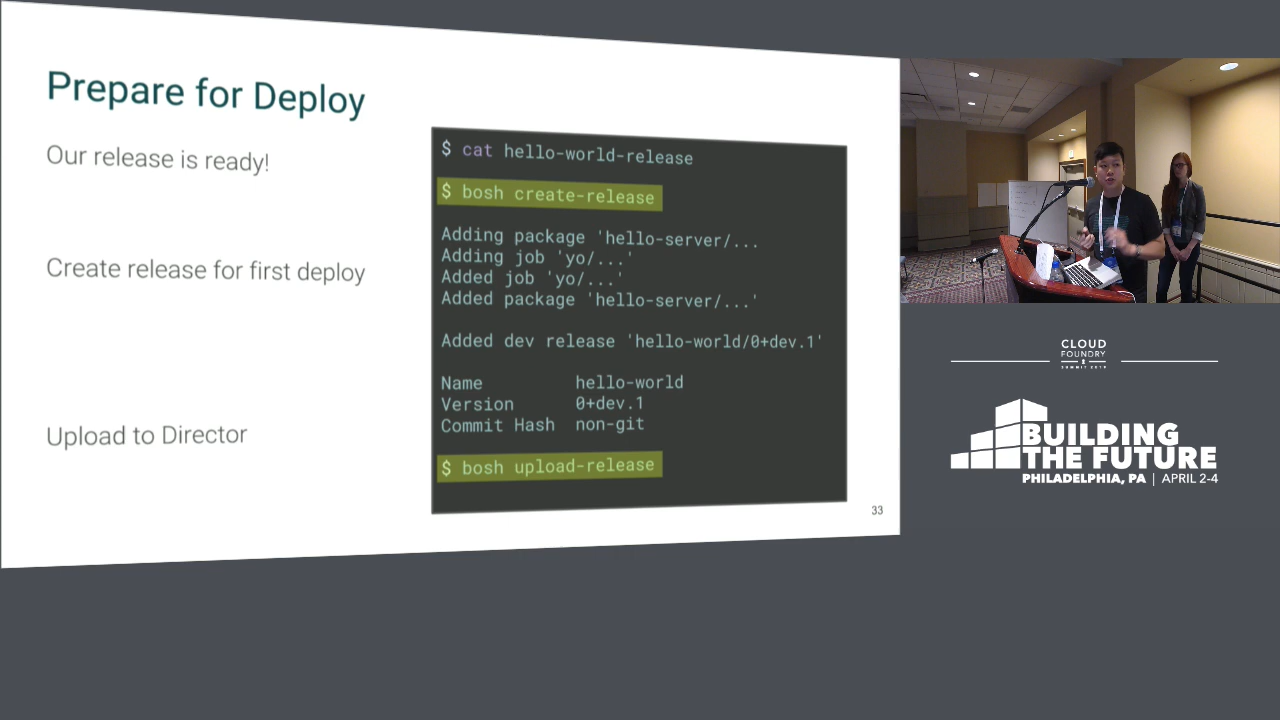 Prepare for Deploy
Our release is ready!
Create release for first deploy
Upload to Director
$ cat hello-world-release
$ bosh create-release
Adding package 'hello-server/...
Adding job 'yo/...'
Added job 'yo/...'
Added package 'hello-server/...'
Added dev release 'hello-world/0+dev.1'
Name hello-world
Version 0+dev.1
Commit Hash non-git
$ bosh upload-release
33
CLOUD
FOUNDRY
SUMMIT 2019
BUILDING
THE FUTURE
PHILADELPHIA, PA | APRIL 2-4